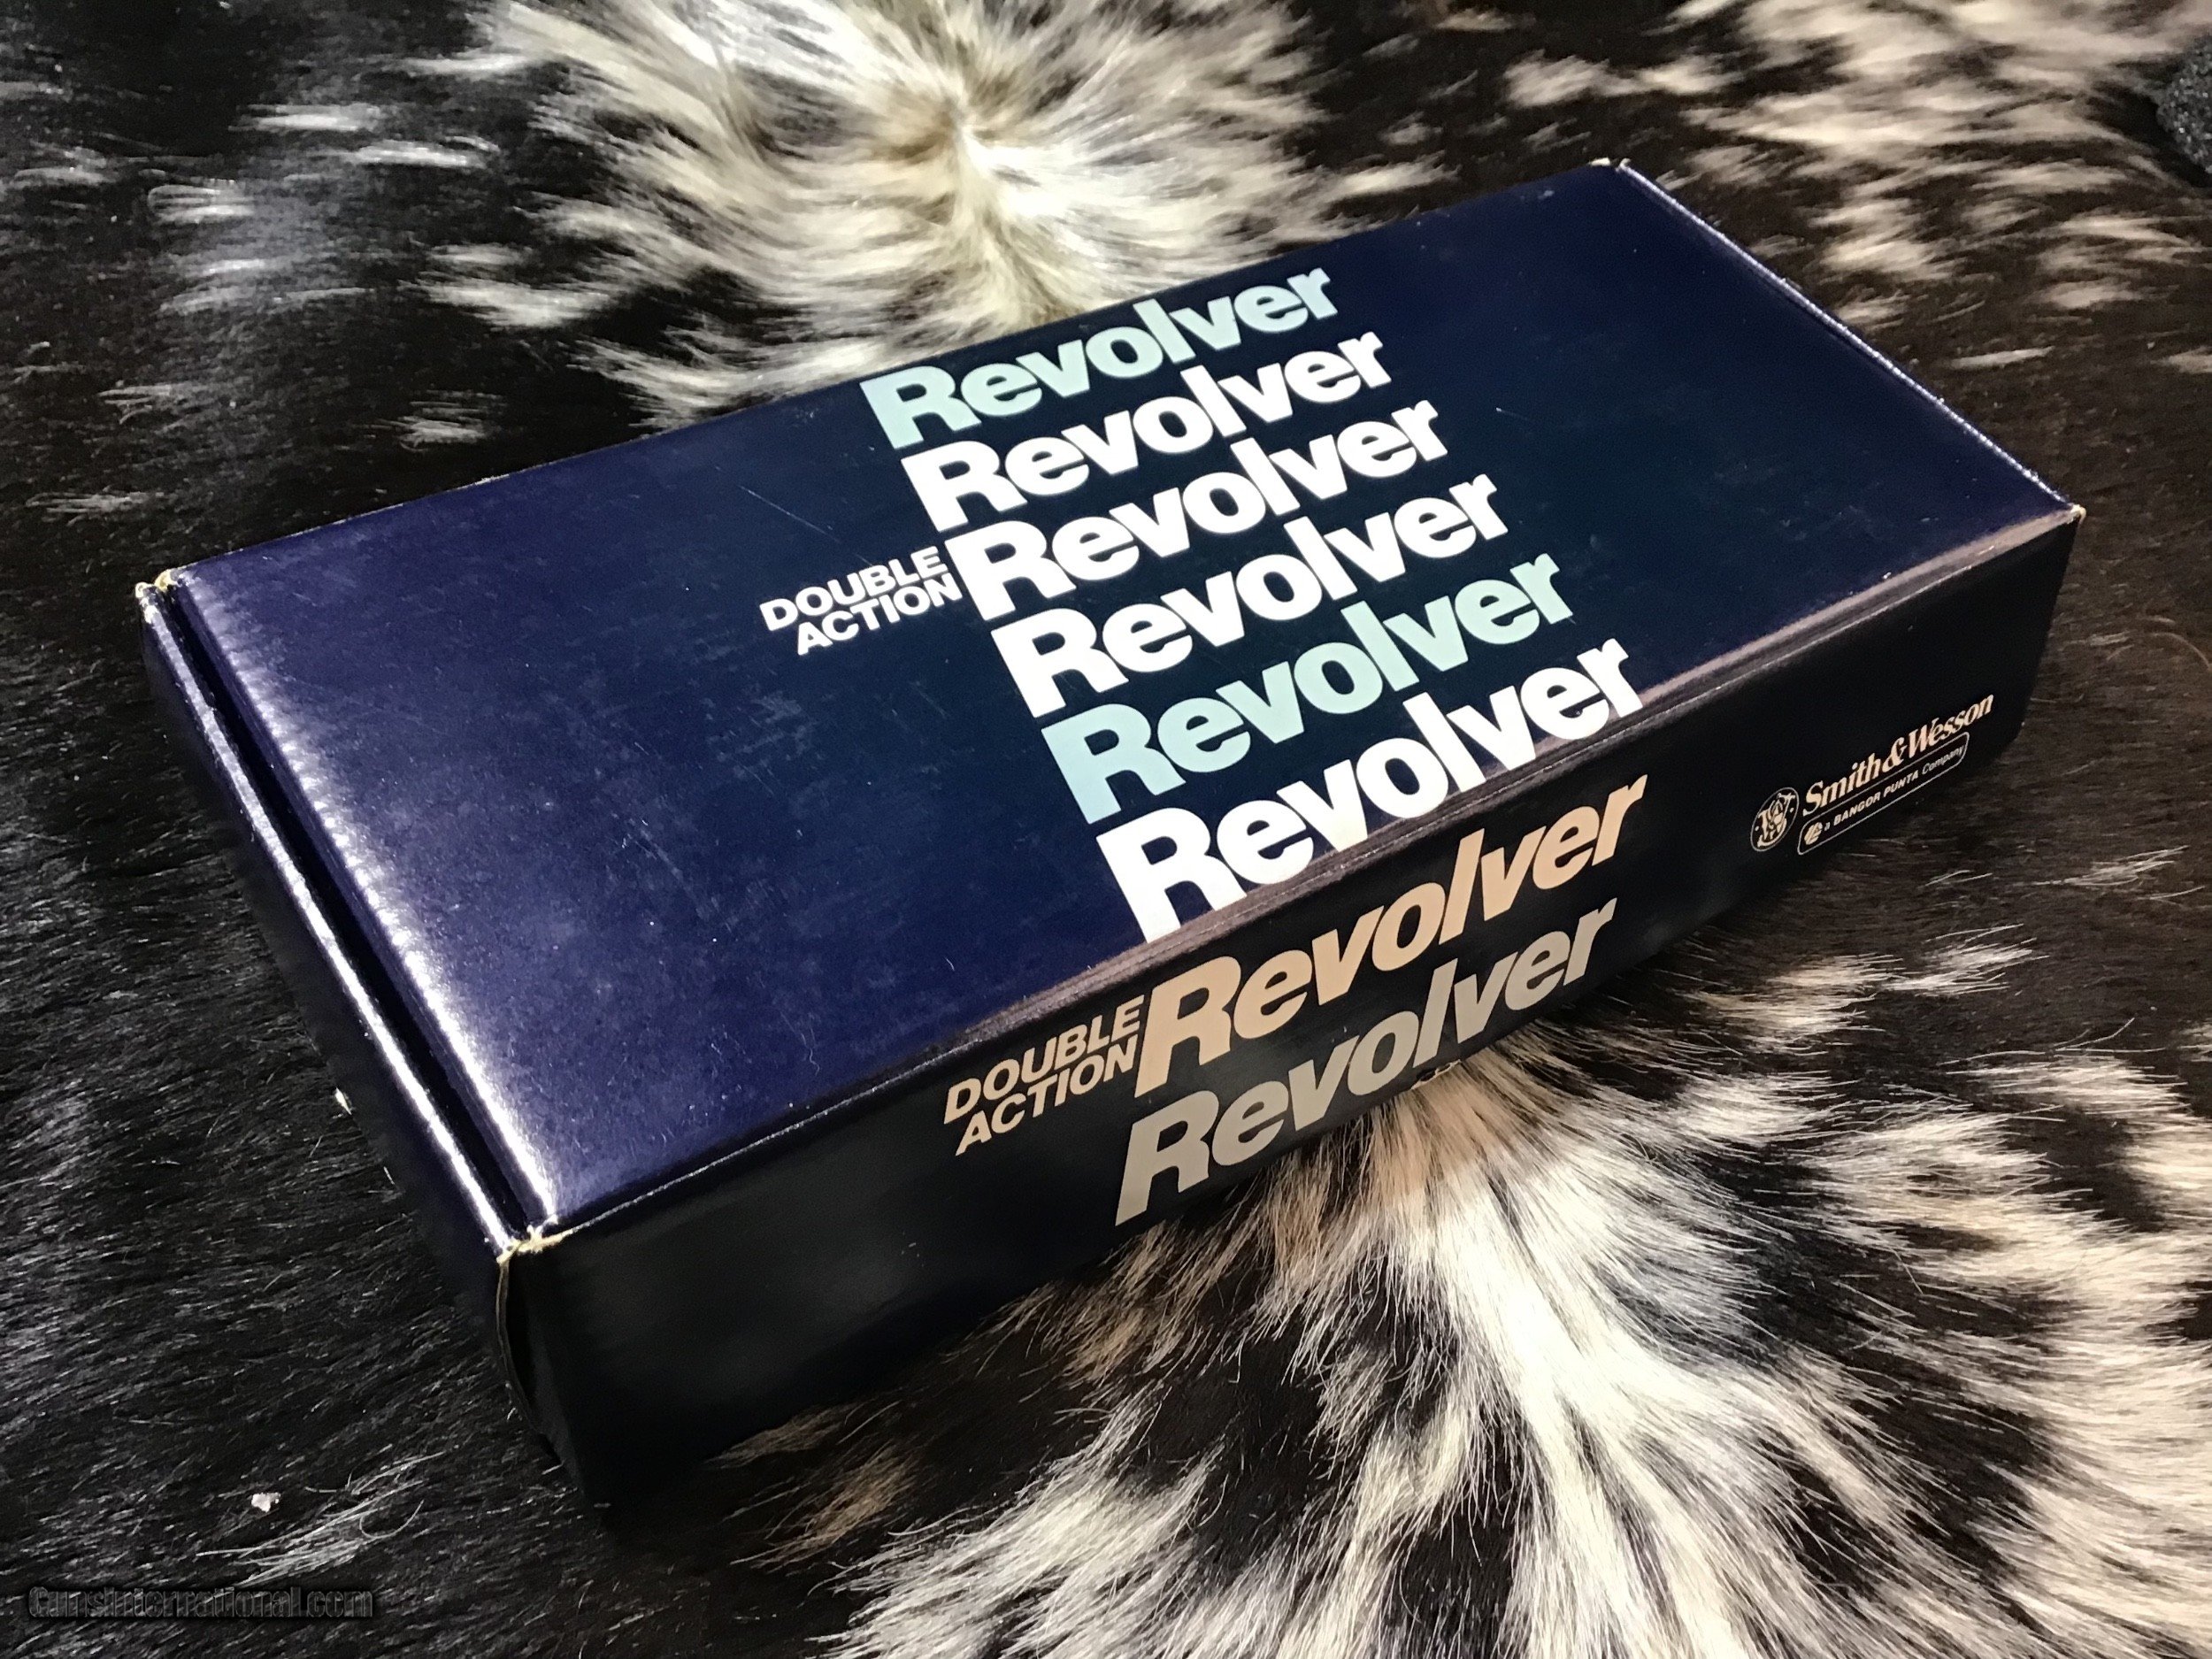 Revolver
Revolver
DOUBLE ACTION Revolver
Revolver
Revolver
Revolver
DOUBLE ACTION Revolver
Revolver
Smith & Wesson
a BANGOR PUNTA Company
GunsInternational.com